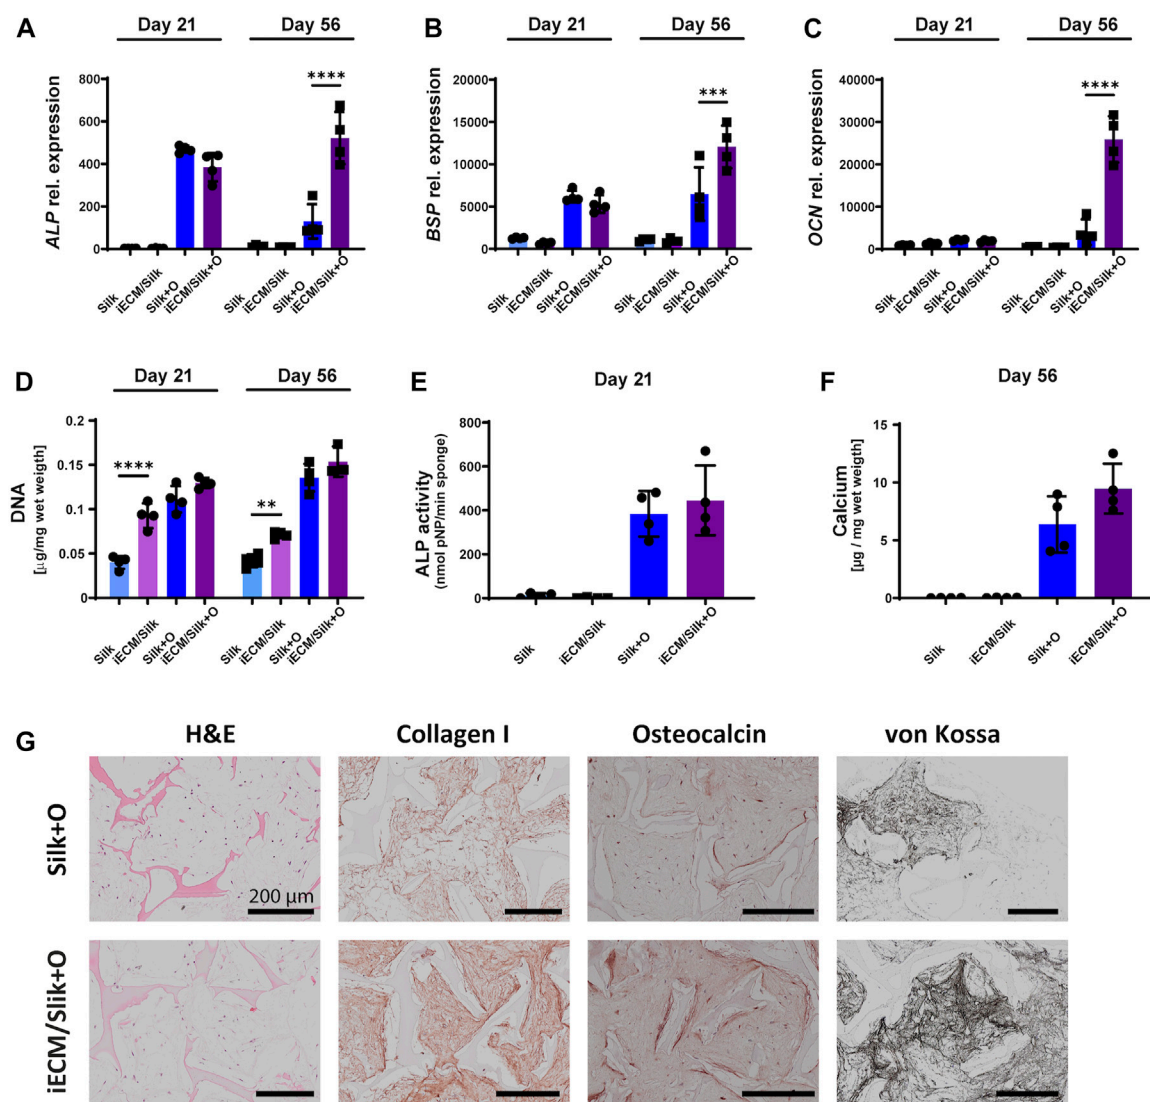 A
Day 21
Day 56
ALP rel. expression
800
600
400
200
0
****
Silk
iECM/Silk
Silk+O
iECM/Silk+O
Silk
iECM/Silk
Silk+O
iECM/Silk+O
B
Day 21
Day 56
BSP rel. expression
20000
15000
10000
5000
0
***
Silk
iECM/Silk
Silk+O
iECM/Silk+O
Silk
iECM/Silk
Silk+O
iECM/Silk+O
C
Day 21
Day 56
OCN rel. expression
40000
30000
20000
10000
0
****
Silk
iECM/Silk
Silk+O
iECM/Silk+O
Silk
iECM/Silk
Silk+O
iECM/Silk+O
D
Day 21
Day 56
DNA
[µg/mg wet weigth]
0.2
0.15
0.1
0.05
0
****
**
Silk
iECM/Silk
Silk+O
iECM/Silk+O
Silk
iECM/Silk
Silk+O
iECM/Silk+O
E
Day 21
ALP activity
(nmol pNP/min sponge)
800
600
400
200
0
Silk
iECM/Silk
Silk+O
iECM/Silk+O
F
Day 56
Calcium
[µg / mg wet weigth]
15
10
5
0
Silk
iECM/Silk
Silk+O
iECM/Silk+O
G
H&E
Collagen I
Osteocalcin
von Kossa
Silk+O
200 µm
iECM/Slik+O